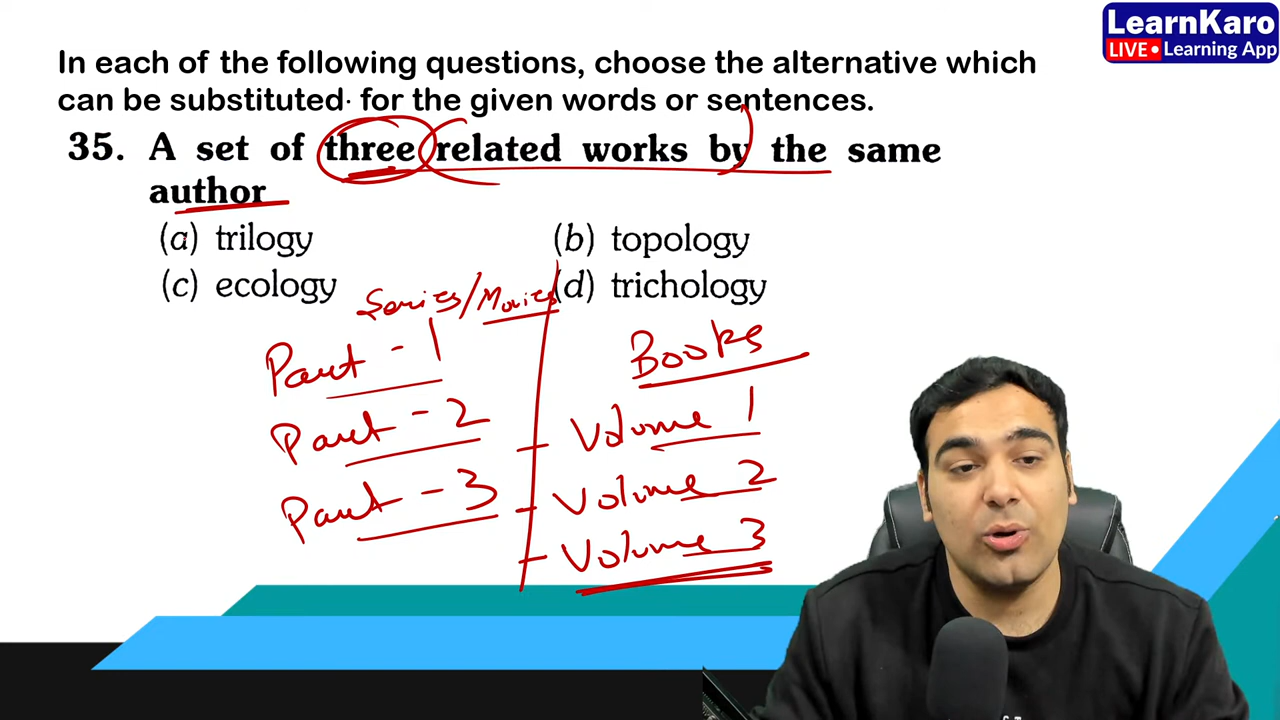 LearnKaro
LIVE • Learning App
In each of the following questions, choose the alternative which
can be substituted for the given words or sentences.
35. A set of three related works by the same
author
(a) trilogy (b) topology
(c) ecology (d) trichology
Series/Movies
Part - 1
Part - 2
Part - 3
Books
- Volume 1
- Volume 2
- Volume 3